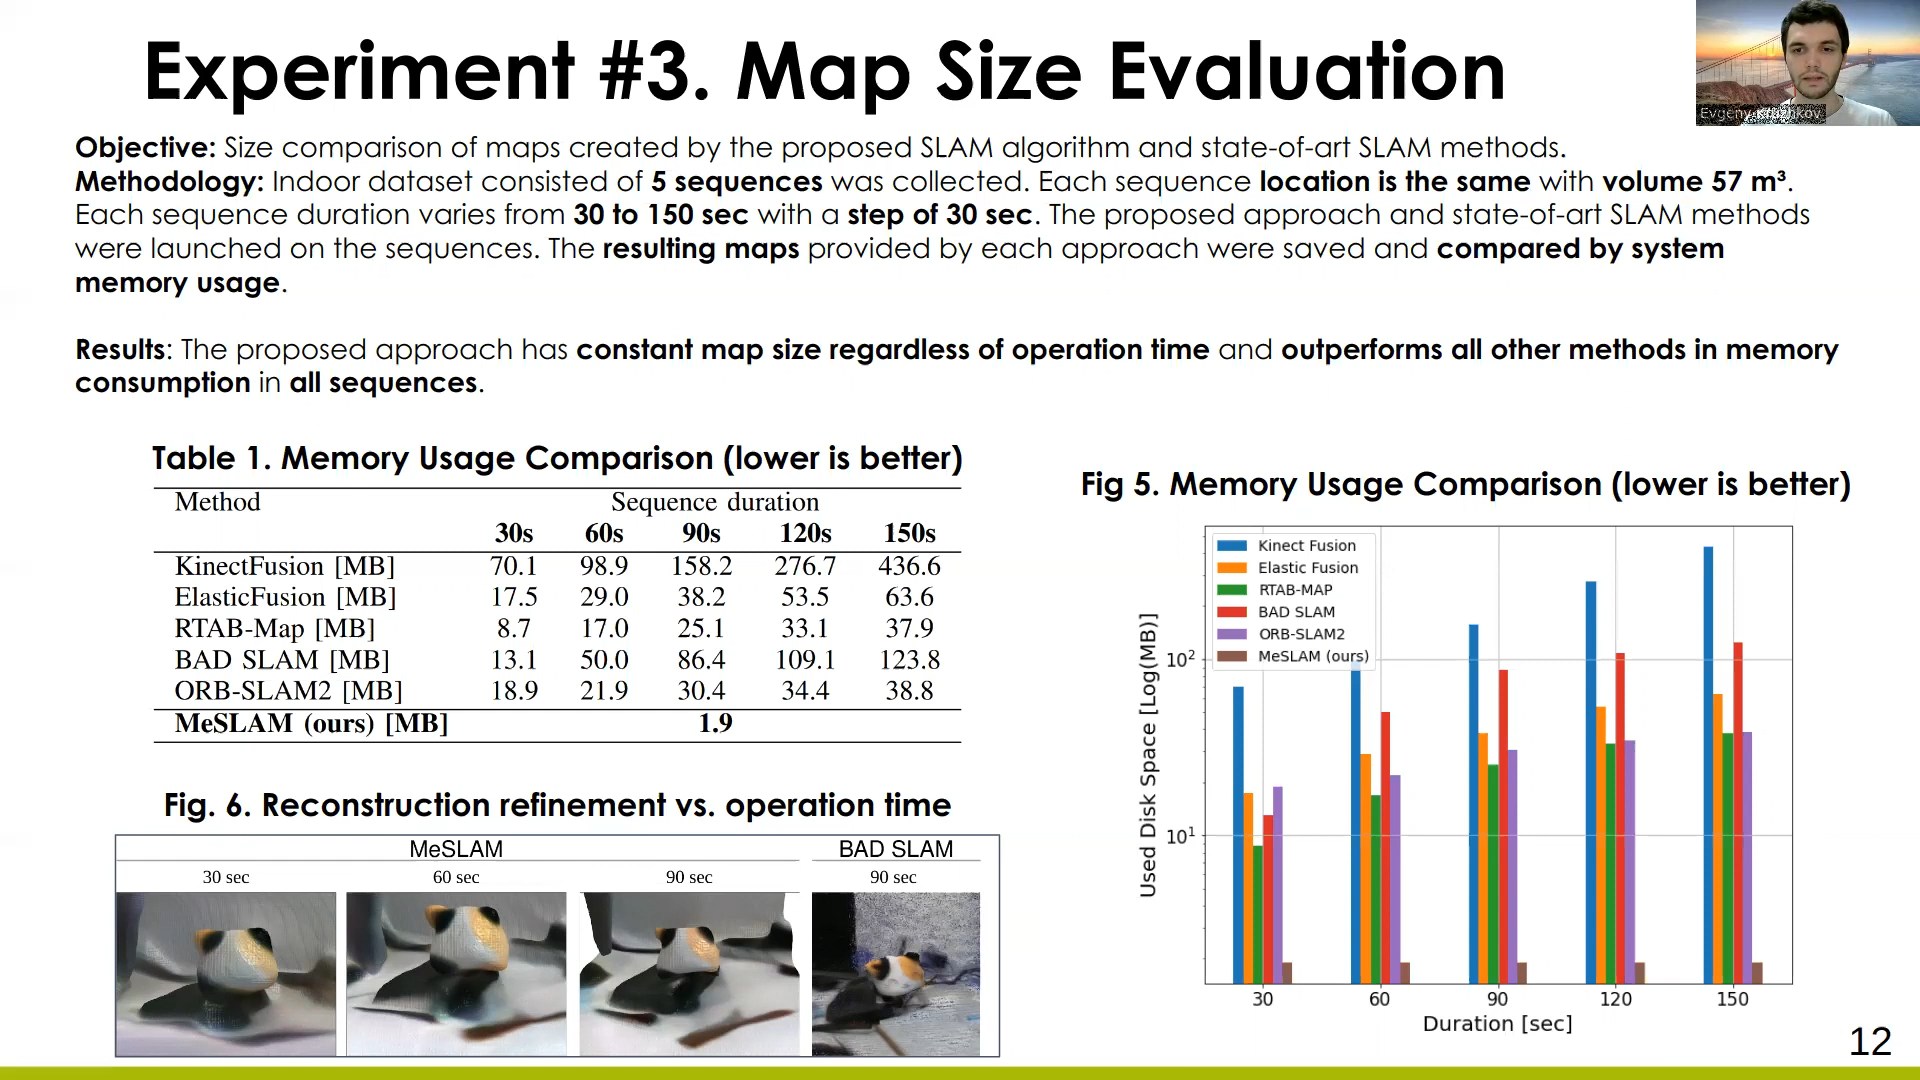 Experiment #3. Map Size Evaluation
Objective: Size comparison of maps created by the proposed SLAM algorithm and state-of-art SLAM methods.
Methodology: Indoor dataset consisted of 5 sequences was collected. Each sequence location is the same with volume 57 m³.
Each sequence duration varies from 30 to 150 sec with a step of 30 sec. The proposed approach and state-of-art SLAM methods
were launched on the sequences. The resulting maps provided by each approach were saved and compared by system
memory usage.
Results: The proposed approach has constant map size regardless of operation time and outperforms all other methods in memory
consumption in all sequences.
Table 1. Memory Usage Comparison (lower is better)
Method Sequence duration
30s 60s 90s 120s 150s
KinectFusion [MB] 70.1 98.9 158.2 276.7 436.6
ElasticFusion [MB] 17.5 29.0 38.2 53.5 63.6
RTAB-Map [MB] 8.7 17.0 25.1 33.1 37.9
BAD SLAM [MB] 13.1 50.0 86.4 109.1 123.8
ORB-SLAM2 [MB] 18.9 21.9 30.4 34.4 38.8
MeSLAM (ours) [MB] 1.9
Fig. 6. Reconstruction refinement vs. operation time
MeSLAM BAD SLAM
30 sec 60 sec 90 sec 90 sec
Fig 5. Memory Usage Comparison (lower is better)
Kinect Fusion
Elastic Fusion
RTAB-MAP
BAD SLAM
ORB-SLAM2
MeSLAM (ours)
Used Disk Space [Log(MB)]
10²
10¹
30 60 90 120 150
Duration [sec]
12
Evgeny